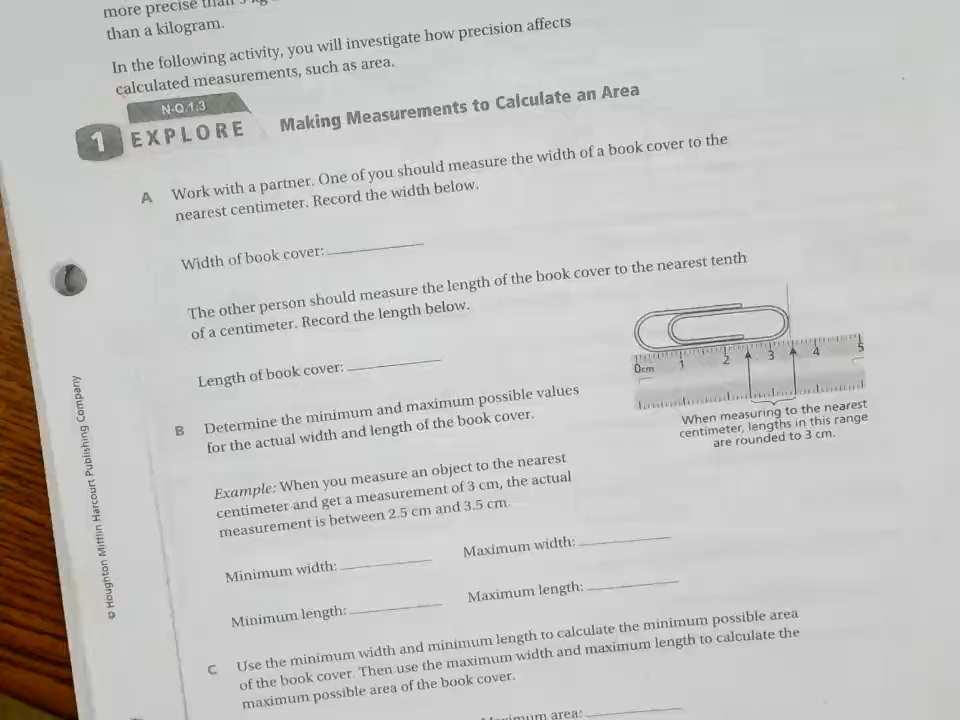 more precise than
than a kilogram.
In the following activity, you will investigate how precision affects
calculated measurements, such as area.
N-Q.1.3
1 EXPLORE Making Measurements to Calculate an Area
A Work with a partner. One of you should measure the width of a book cover to the
nearest centimeter. Record the width below.
Width of book cover:
The other person should measure the length of the book cover to the nearest tenth
of a centimeter. Record the length below.
Length of book cover:
0cm 1 2 3 4 5
When measuring to the nearest
centimeter, lengths in this range
are rounded to 3 cm.
B Determine the minimum and maximum possible values
for the actual width and length of the book cover.
Example: When you measure an object to the nearest
centimeter and get a measurement of 3 cm, the actual
measurement is between 2.5 cm and 3.5 cm.
Minimum width: Maximum width:
Minimum length: Maximum length:
C Use the minimum width and minimum length to calculate the minimum possible area
of the book cover. Then use the maximum width and maximum length to calculate the
maximum possible area of the book cover.
area:
© Houghton Mifflin Harcourt Publishing Company